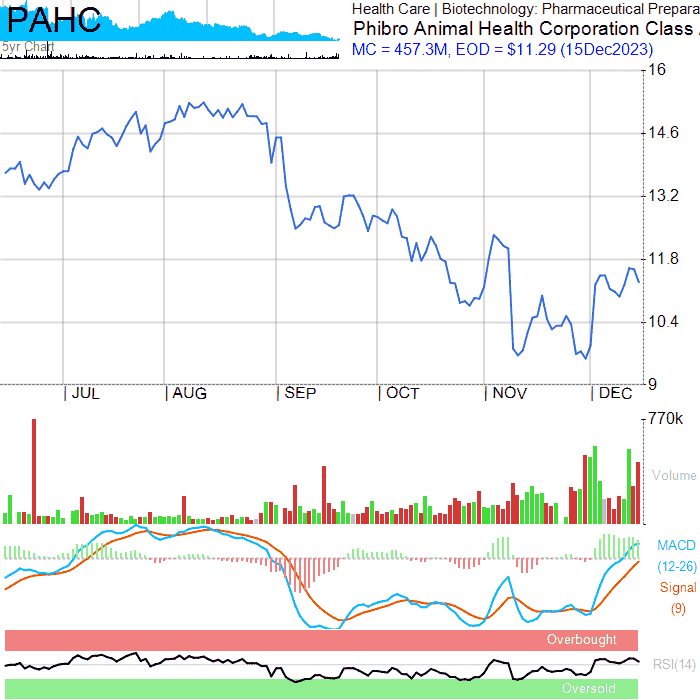 PAHC
5yr Chart
Health Care | Biotechnology: Pharmaceutical Prepara
Phibro Animal Health Corporation Class
MC = 457.3M, EOD = $11.29 (15Dec2023)
16
14.6
13.2
11.8
10.4
9
JUL
AUG
SEP
OCT
NOV
DEC
770k
Volume
MACD
(12-26)
Signal
(9)
Overbought
RSI(14)
Oversold